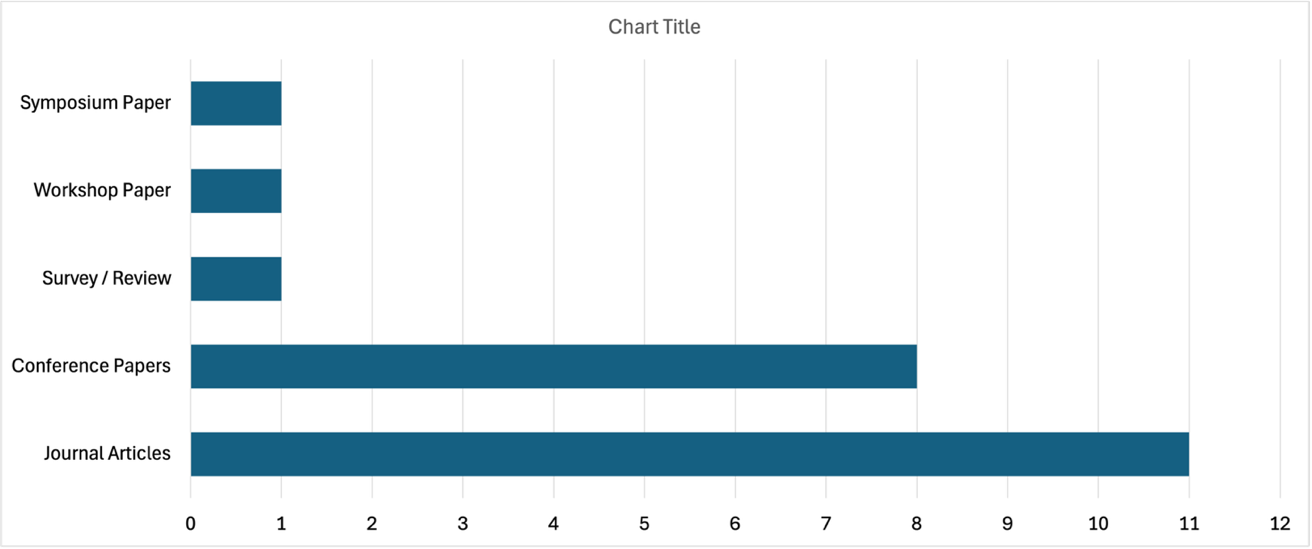 Chart Title
Symposium Paper
Workshop Paper
Survey / Review
Conference Papers
Journal Articles
0 1 2 3 4 5 6 7 8 9 10 11 12